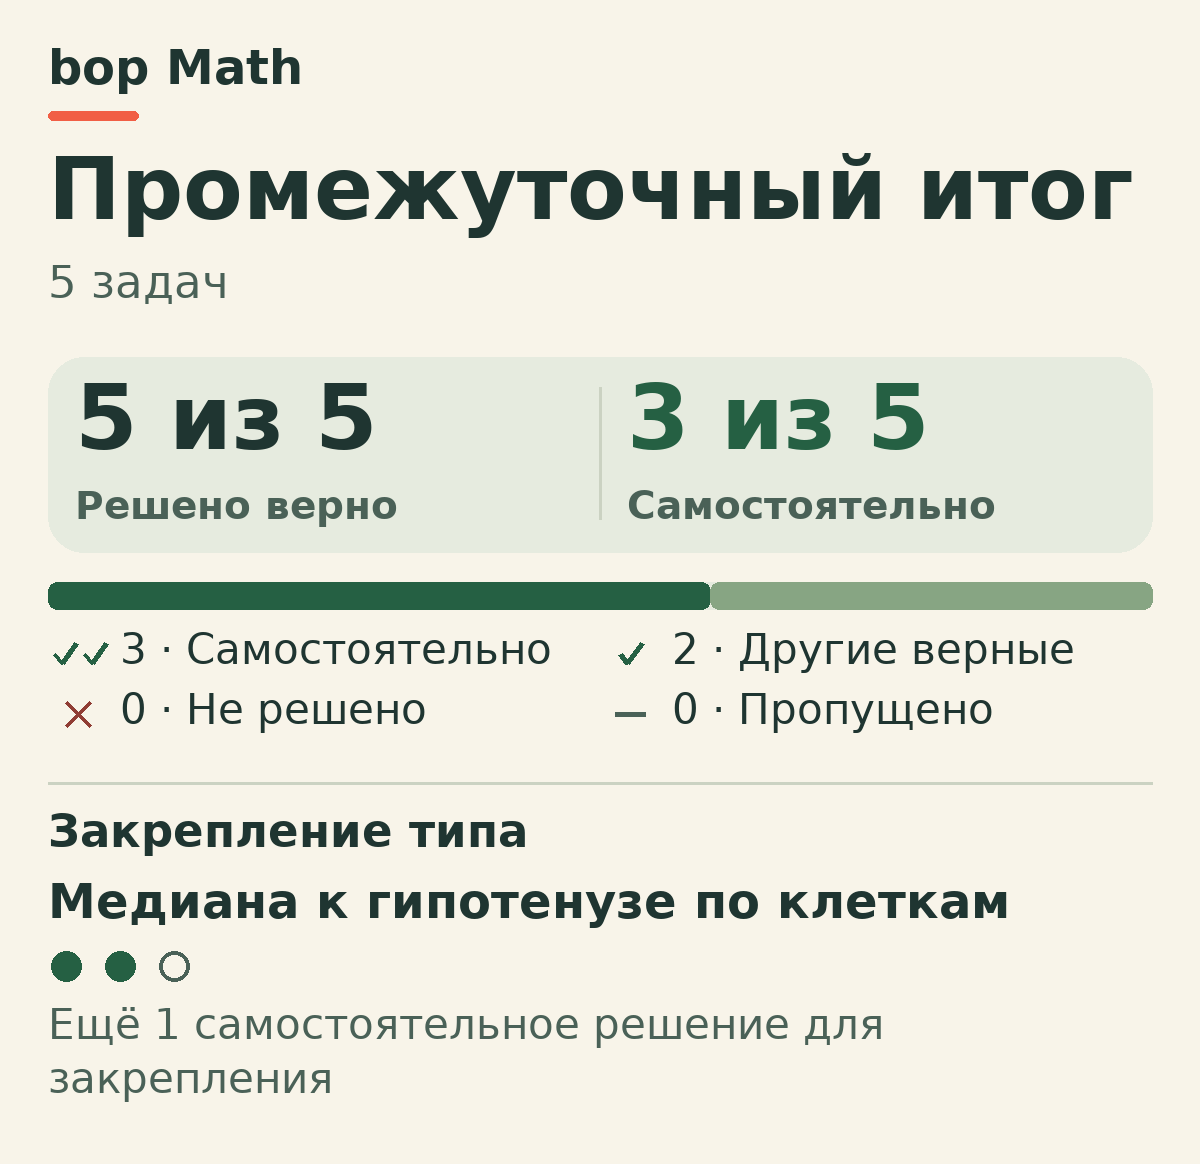 bop Math
Промежуточный итог
5 задач
5 из 5
Решено верно
3 из 5
Самостоятельно
3 · Самостоятельно
2 · Другие верные
0 · Не решено
0 · Пропущено
Закрепление типа
Медиана к гипотенузе по клеткам
Ещё 1 самостоятельное решение для
закрепления